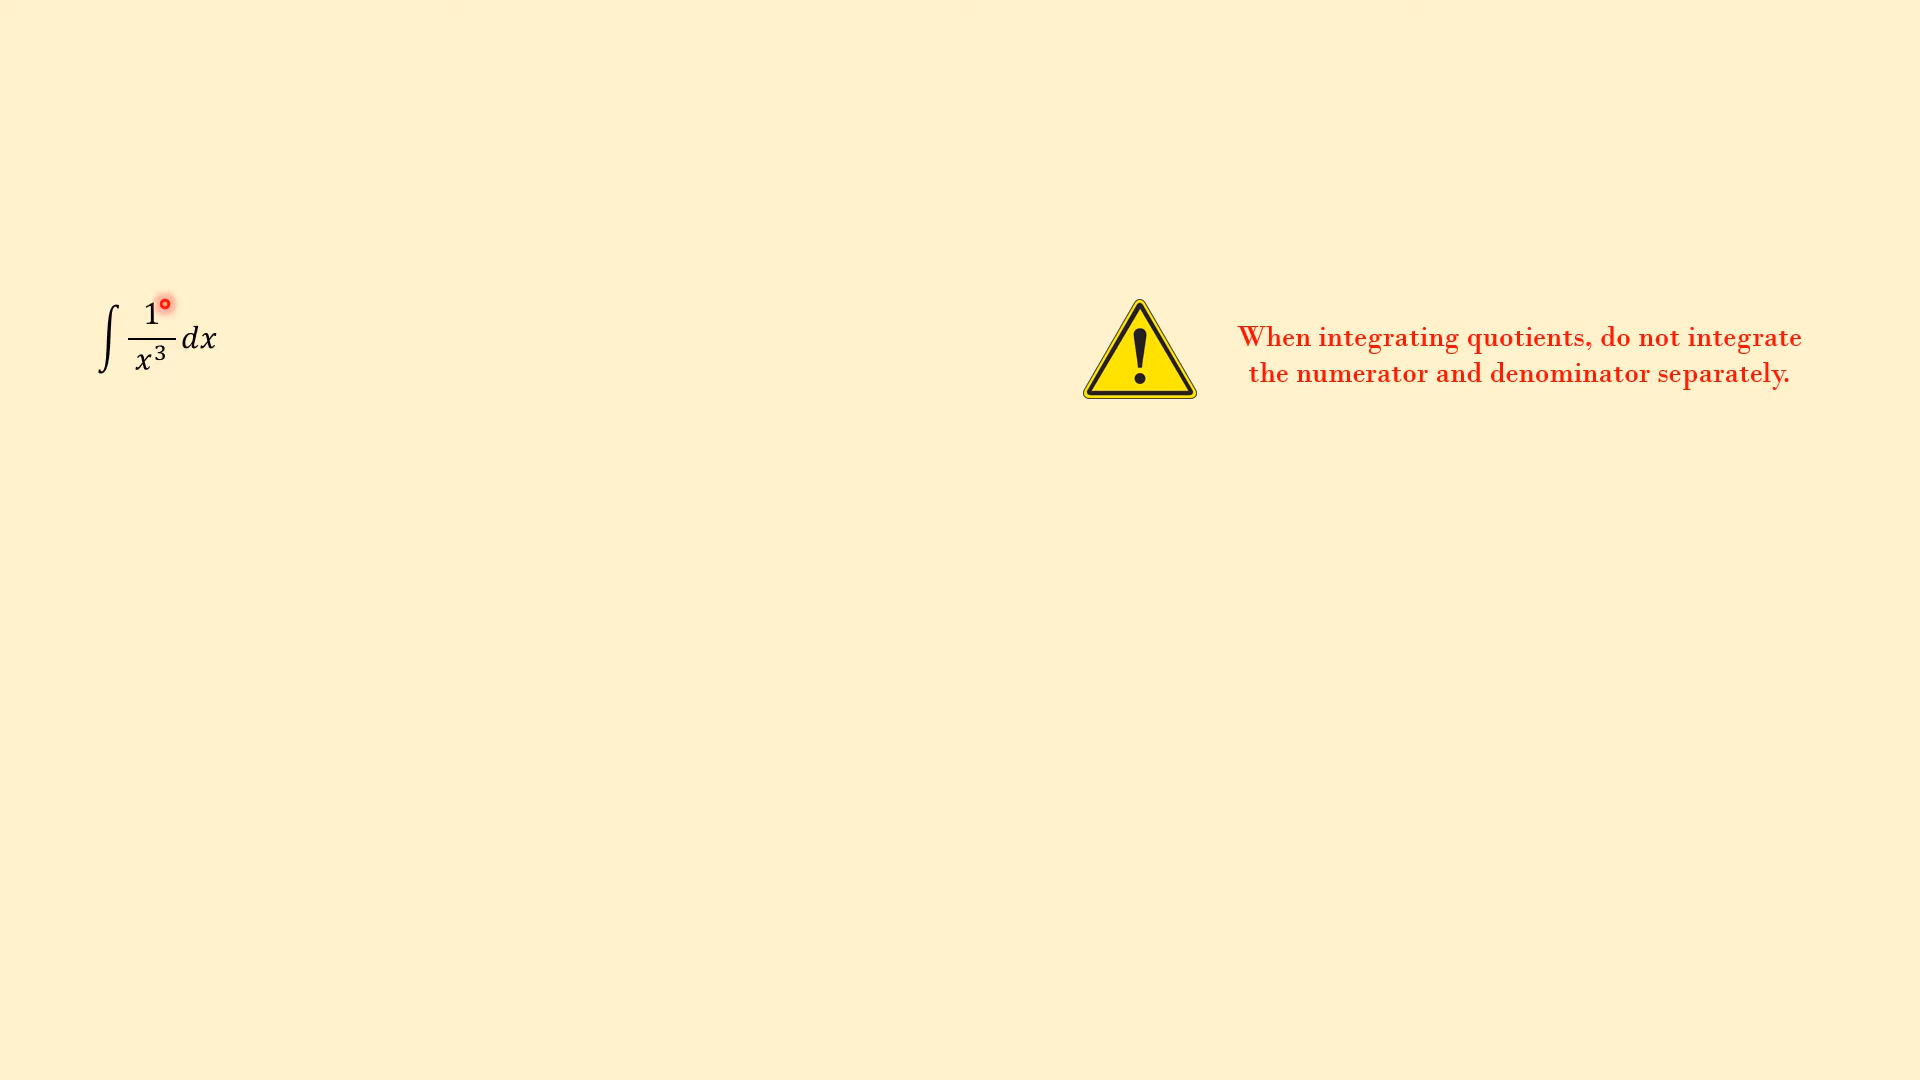 ∫ 1/x³ dx
When integrating quotients, do not integrate
the numerator and denominator separately.